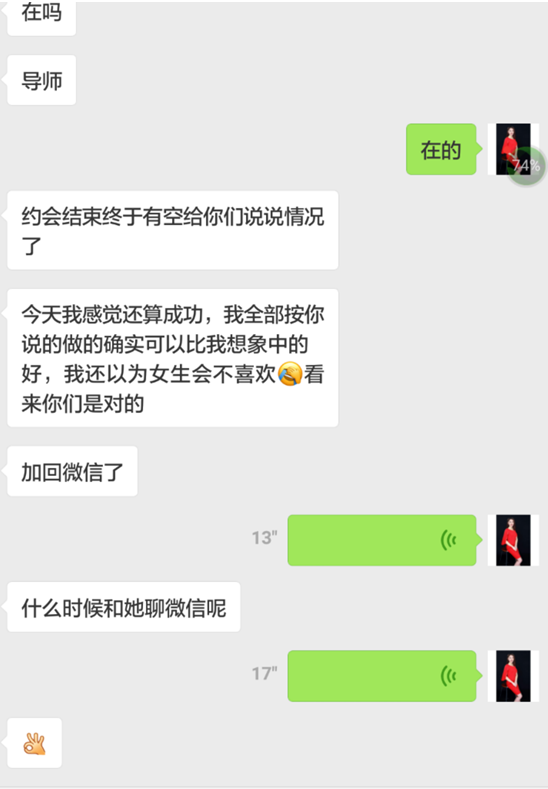 在吗
导师
在的
74%
约会结束终于有空给你们说说情况
了
今天我感觉还算成功，我全部按你
说的做的确实可以比我想象中的
好，我还以为女生会不喜欢😂看
来你们是对的
加回微信了
13"
什么时候和她聊微信呢
17"
👌